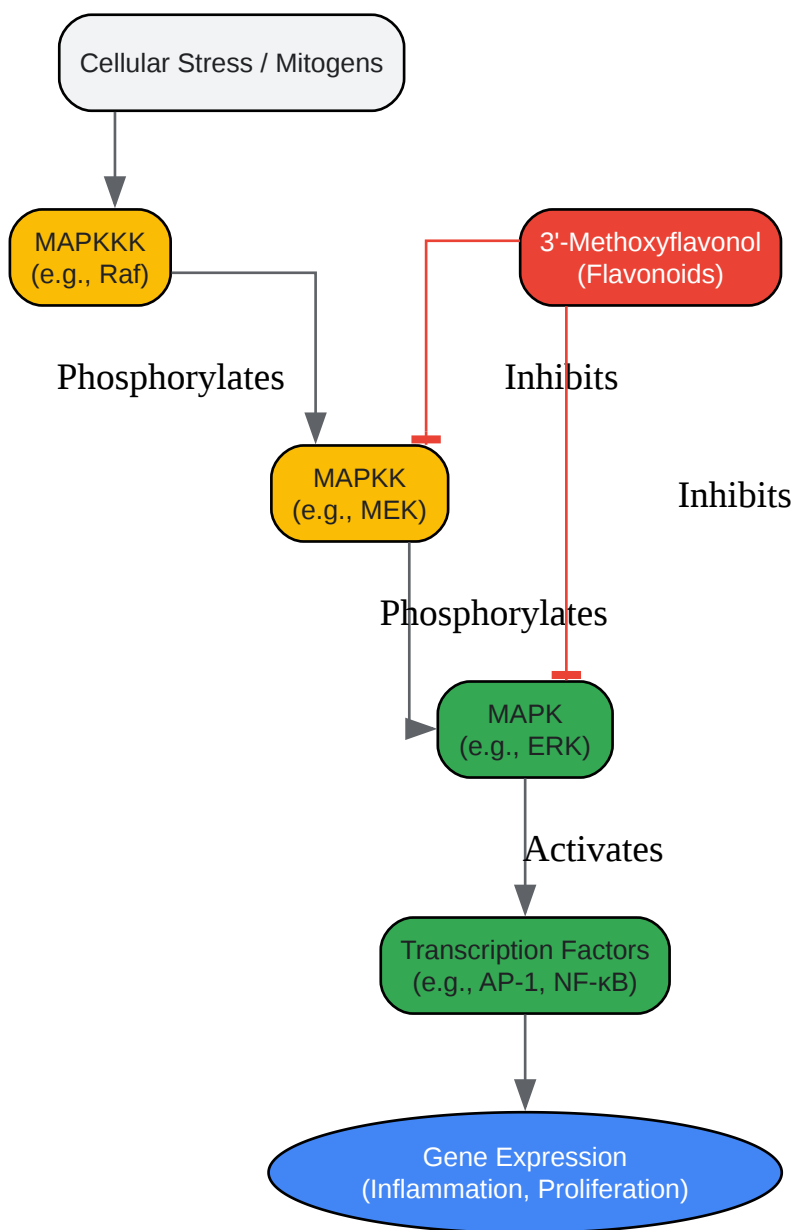 Cellular Stress / Mitogens
MAPKKK
(e.g., Raf)
3'-Methoxyflavonol
(Flavonoids)
Phosphorylates
Inhibits
MAPKK
(e.g., MEK)
Inhibits
Phosphorylates
MAPK
(e.g., ERK)
Activates
Transcription Factors
(e.g., AP-1, NF-κB)
Gene Expression
(Inflammation, Proliferation)